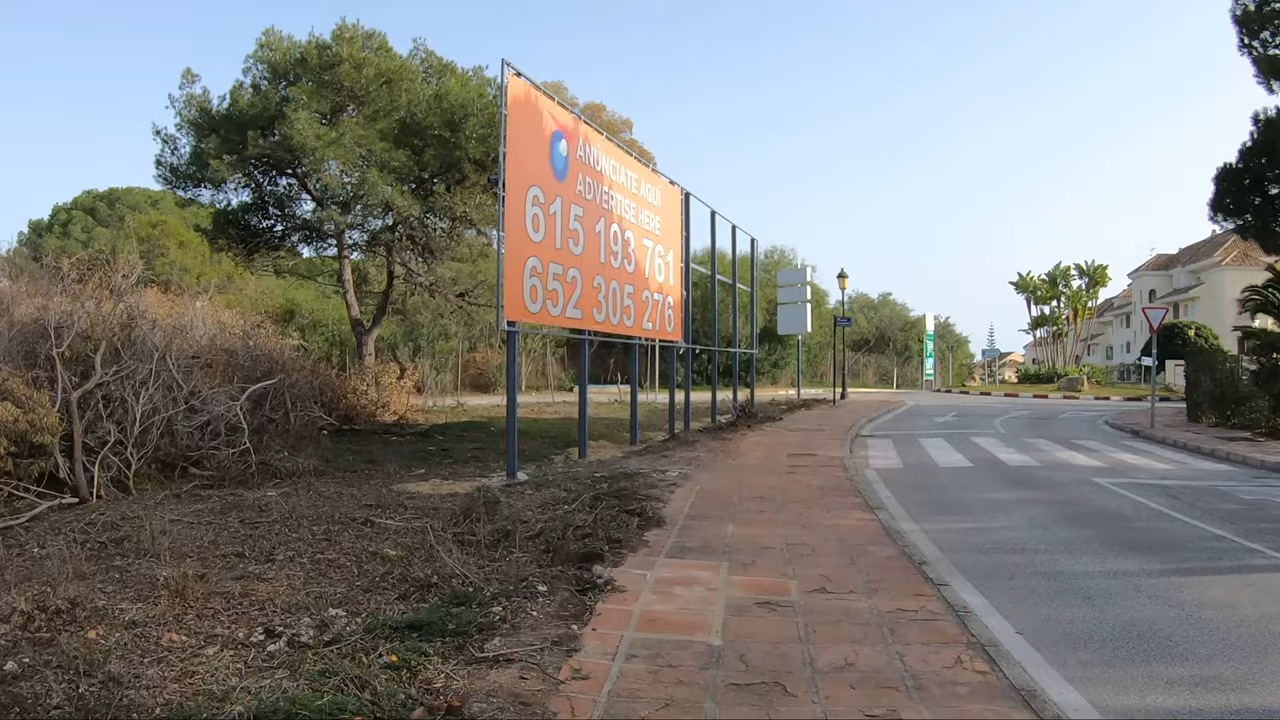 ANÚNCIATE AQUÍ
ADVERTISE HERE
615 193 761
652 305 276